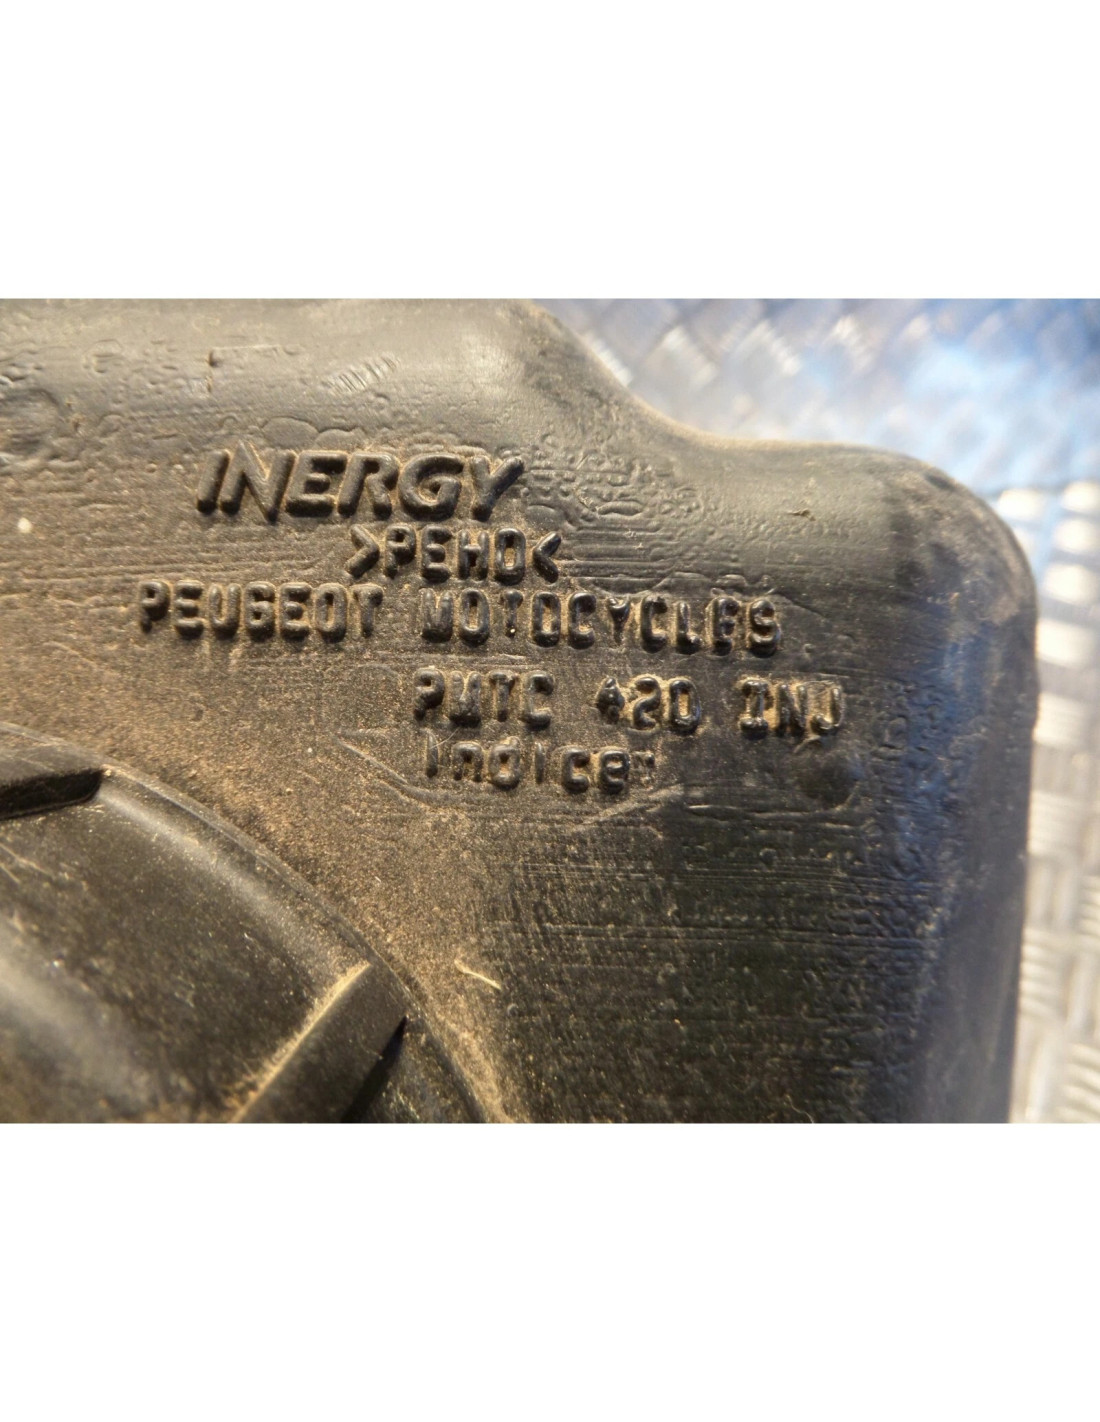 INERGY
>PEHD<
PEUGEOT MOTOCYCLES
PMTC 420 INJ
Indice